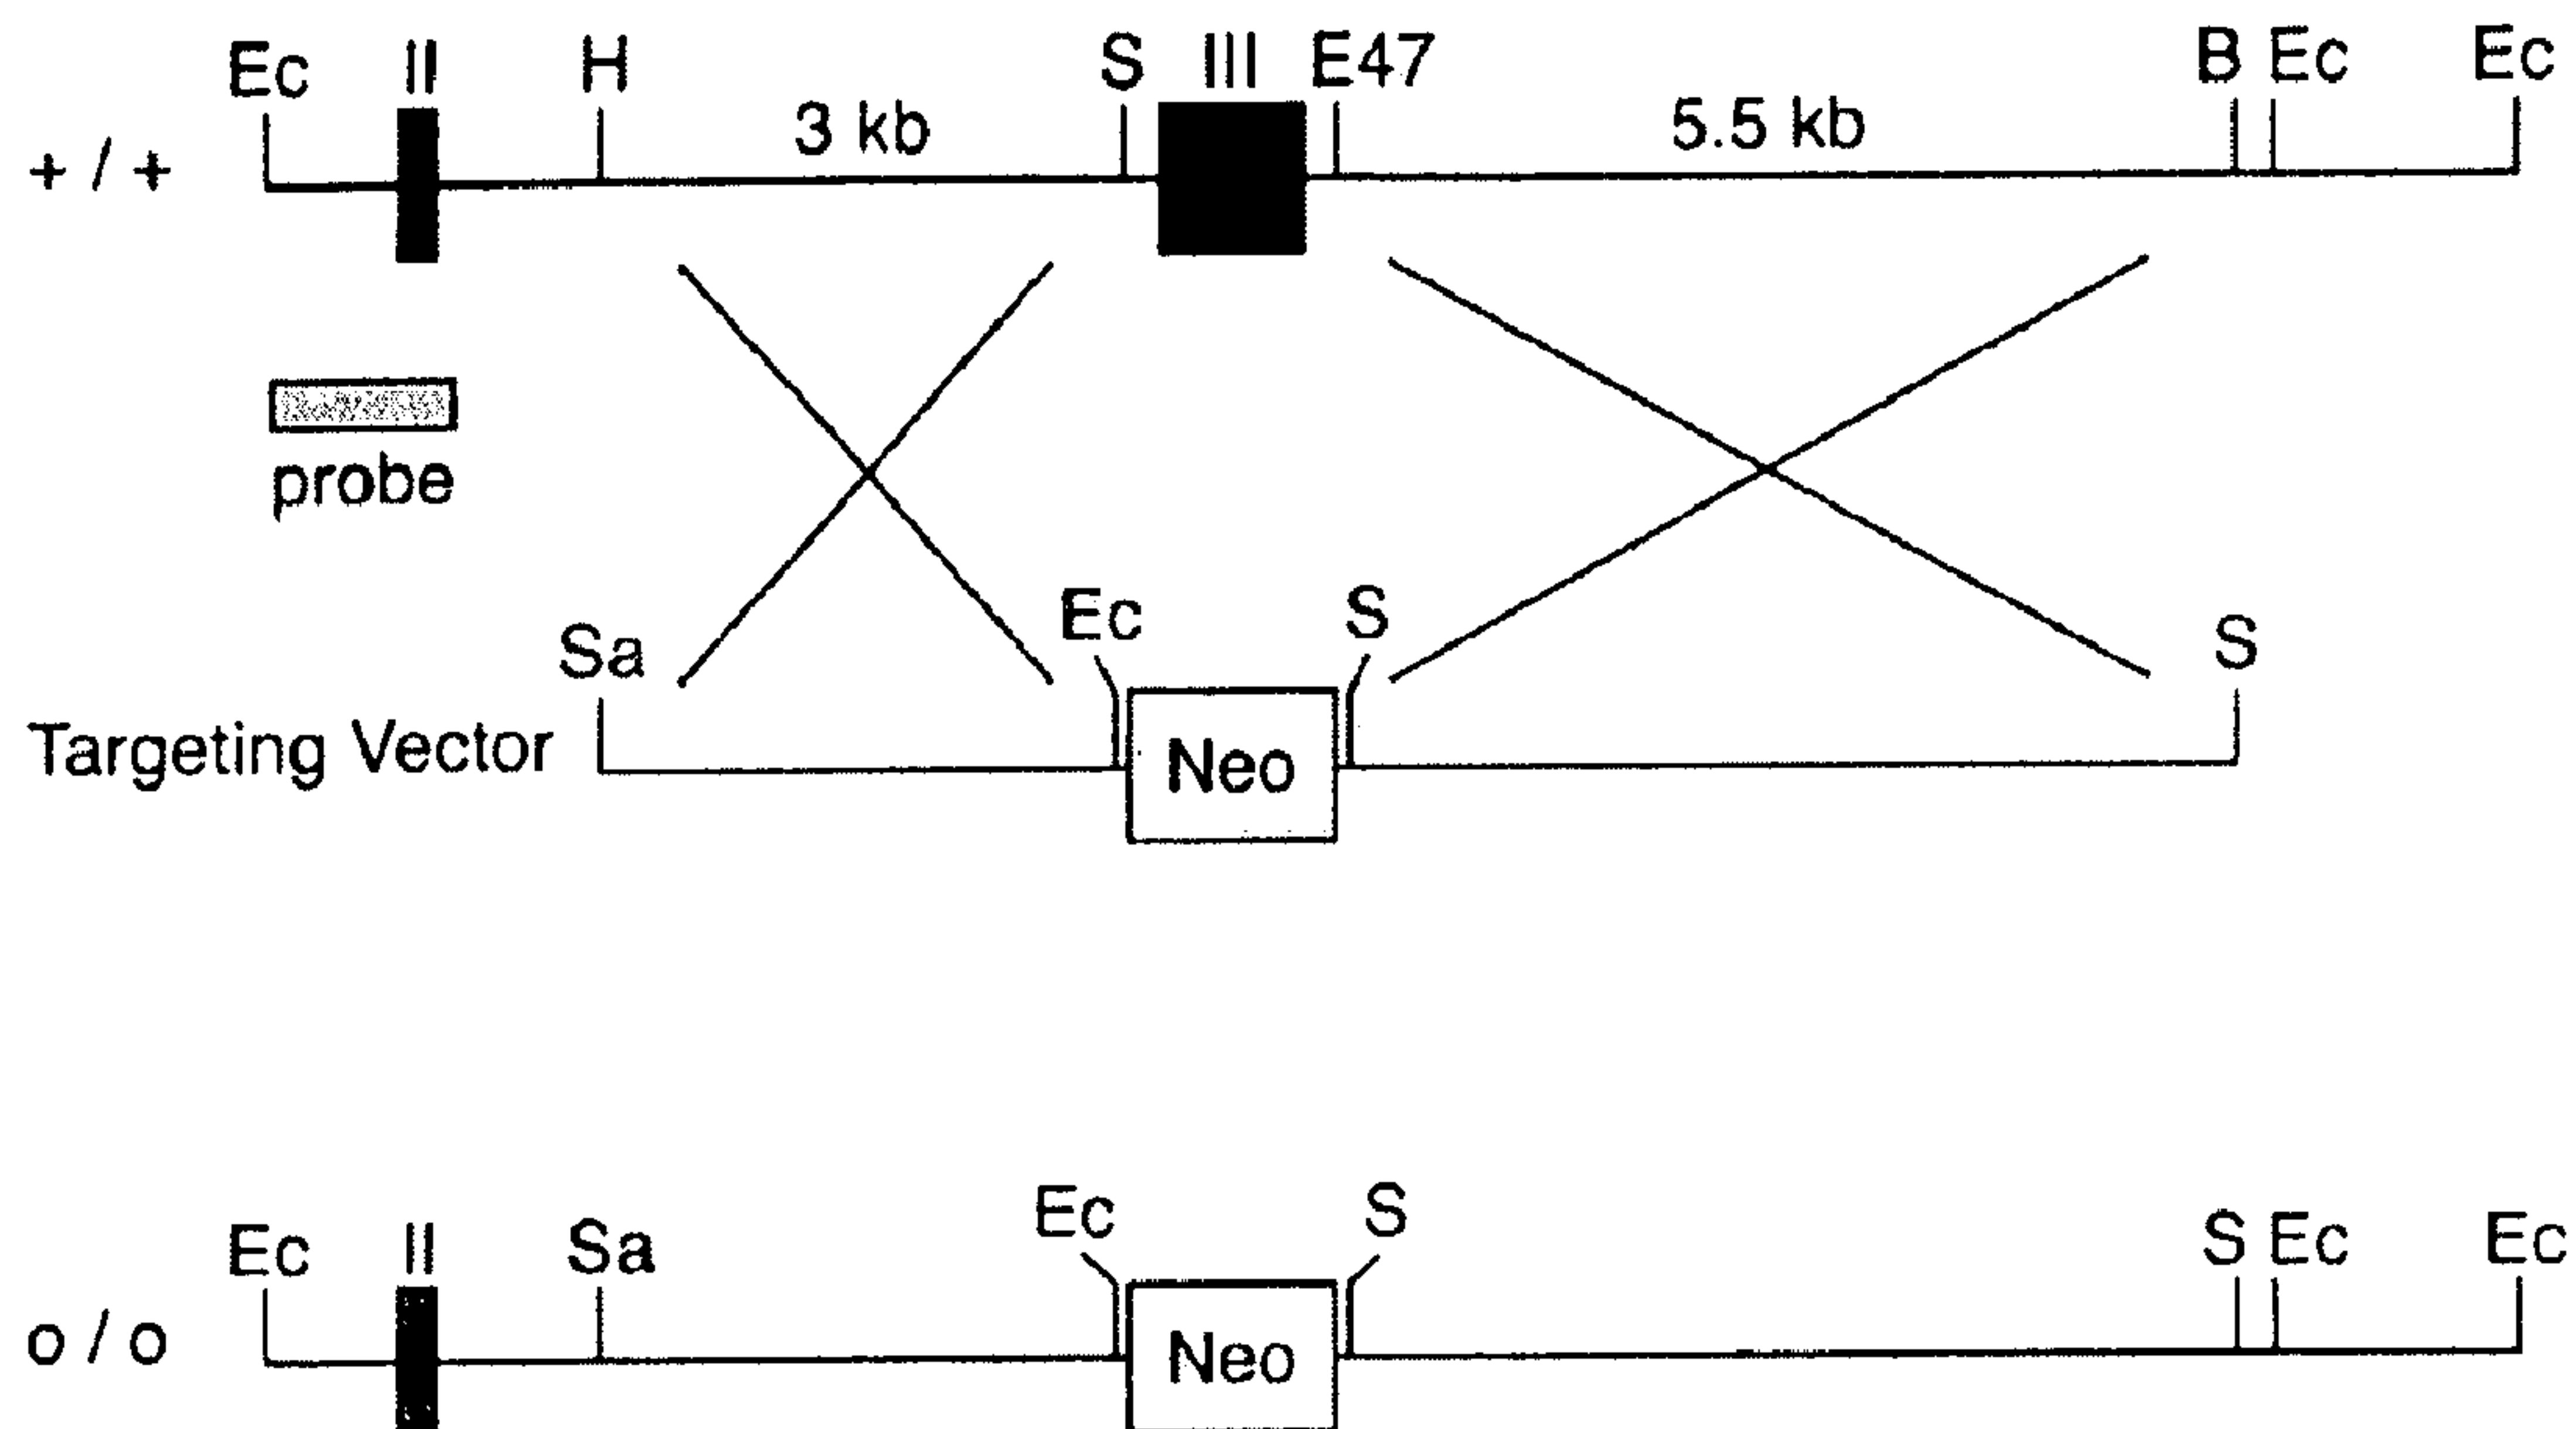 Ec II H S III E47 B Ec Ec
3 kb 5.5 kb
+ / +
probe
Ec S
Sa S
Targeting Vector Neo
Ec S
Ec II Sa S Ec Ec
o / o Neo